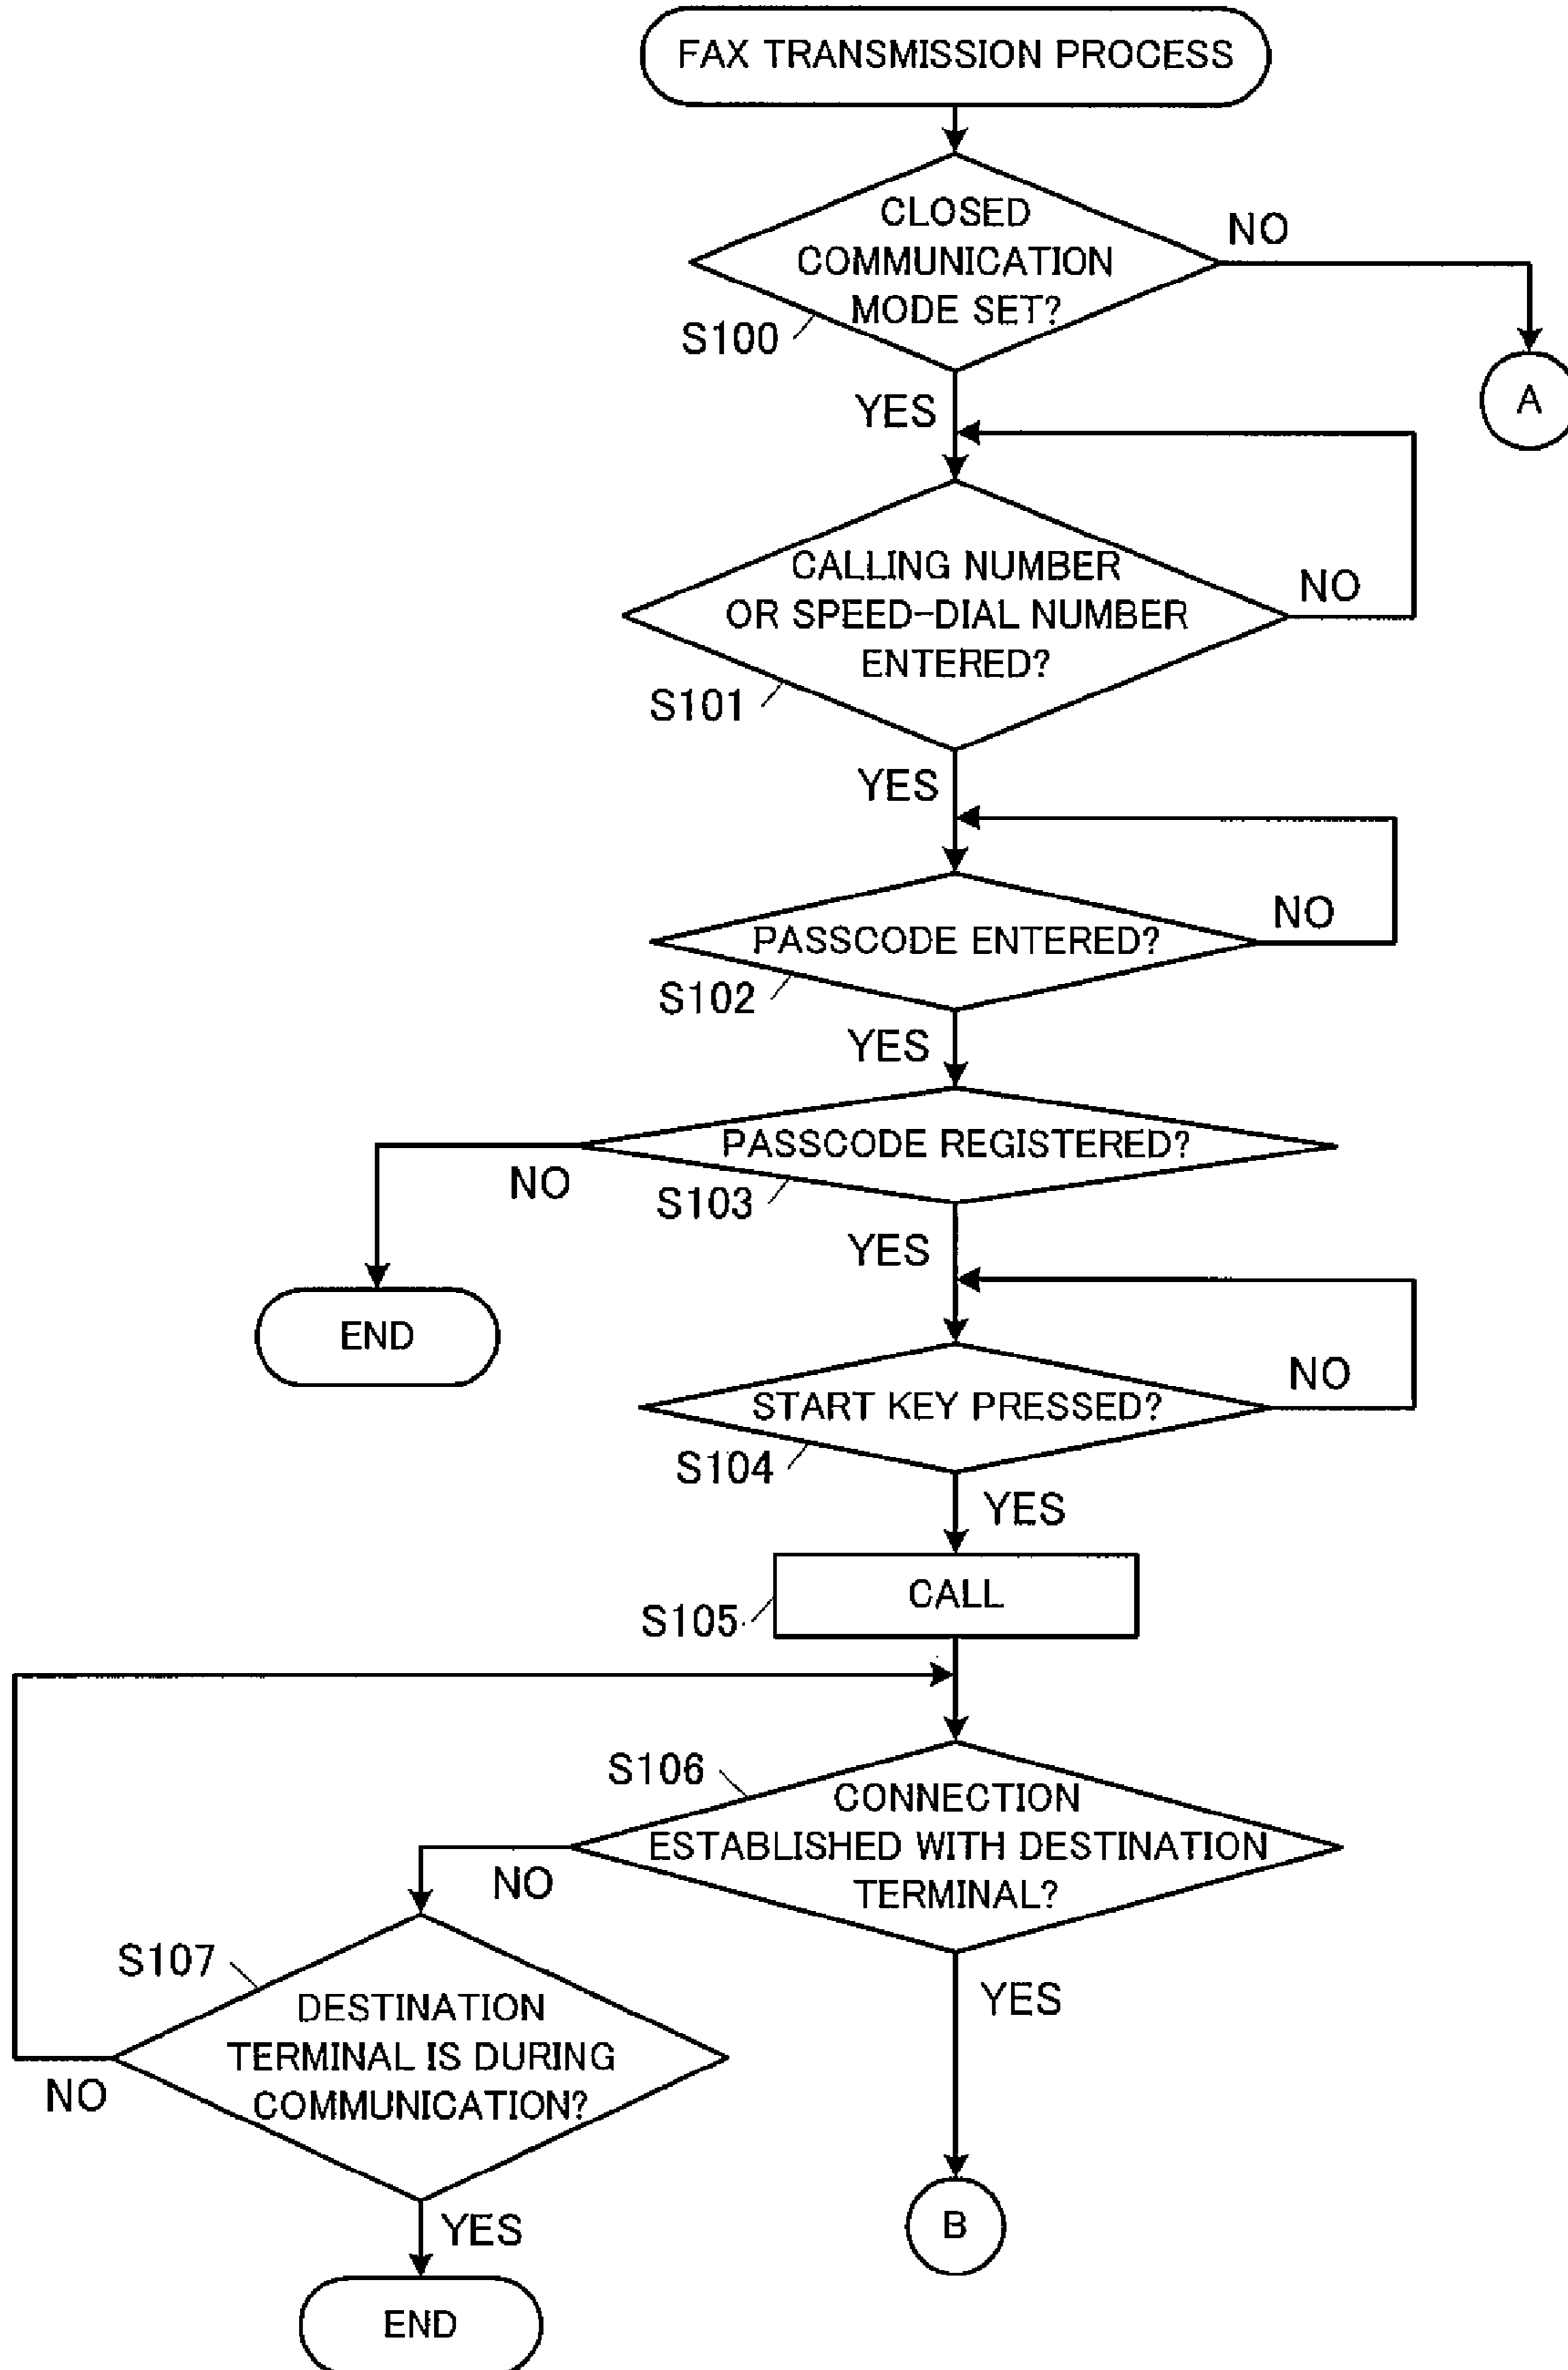 FAX TRANSMISSION PROCESS
CLOSED
COMMUNICATION
MODE SET?
NO
S100
A
YES
CALLING NUMBER
OR SPEED-DIAL NUMBER
ENTERED?
NO
S101
YES
PASSCODE ENTERED?
NO
S102
YES
PASSCODE REGISTERED?
NO
S103
YES
END
START KEY PRESSED?
NO
S104
YES
CALL
S105
S106
CONNECTION
ESTABLISHED WITH DESTINATION
TERMINAL?
NO
S107
YES
DESTINATION
TERMINAL IS DURING
COMMUNICATION?
NO
YES
B
END